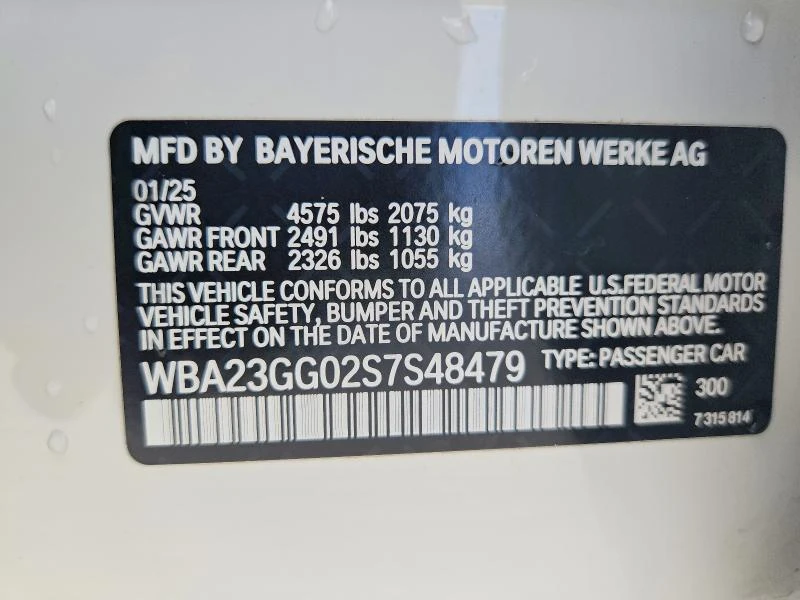 MFD BY BAYERISCHE MOTOREN WERKE AG
01/25
GVWR 4575 lbs 2075 kg
GAWR FRONT 2491 lbs 1130 kg
GAWR REAR 2326 lbs 1055 kg
THIS VEHICLE CONFORMS TO ALL APPLICABLE U.S.FEDERAL MOTOR
VEHICLE SAFETY, BUMPER AND THEFT PREVENTION STANDARDS
IN EFFECT ON THE DATE OF MANUFACTURE SHOWN ABOVE.
WBA23GG02S7S48479 TYPE: PASSENGER CAR
300
7315814